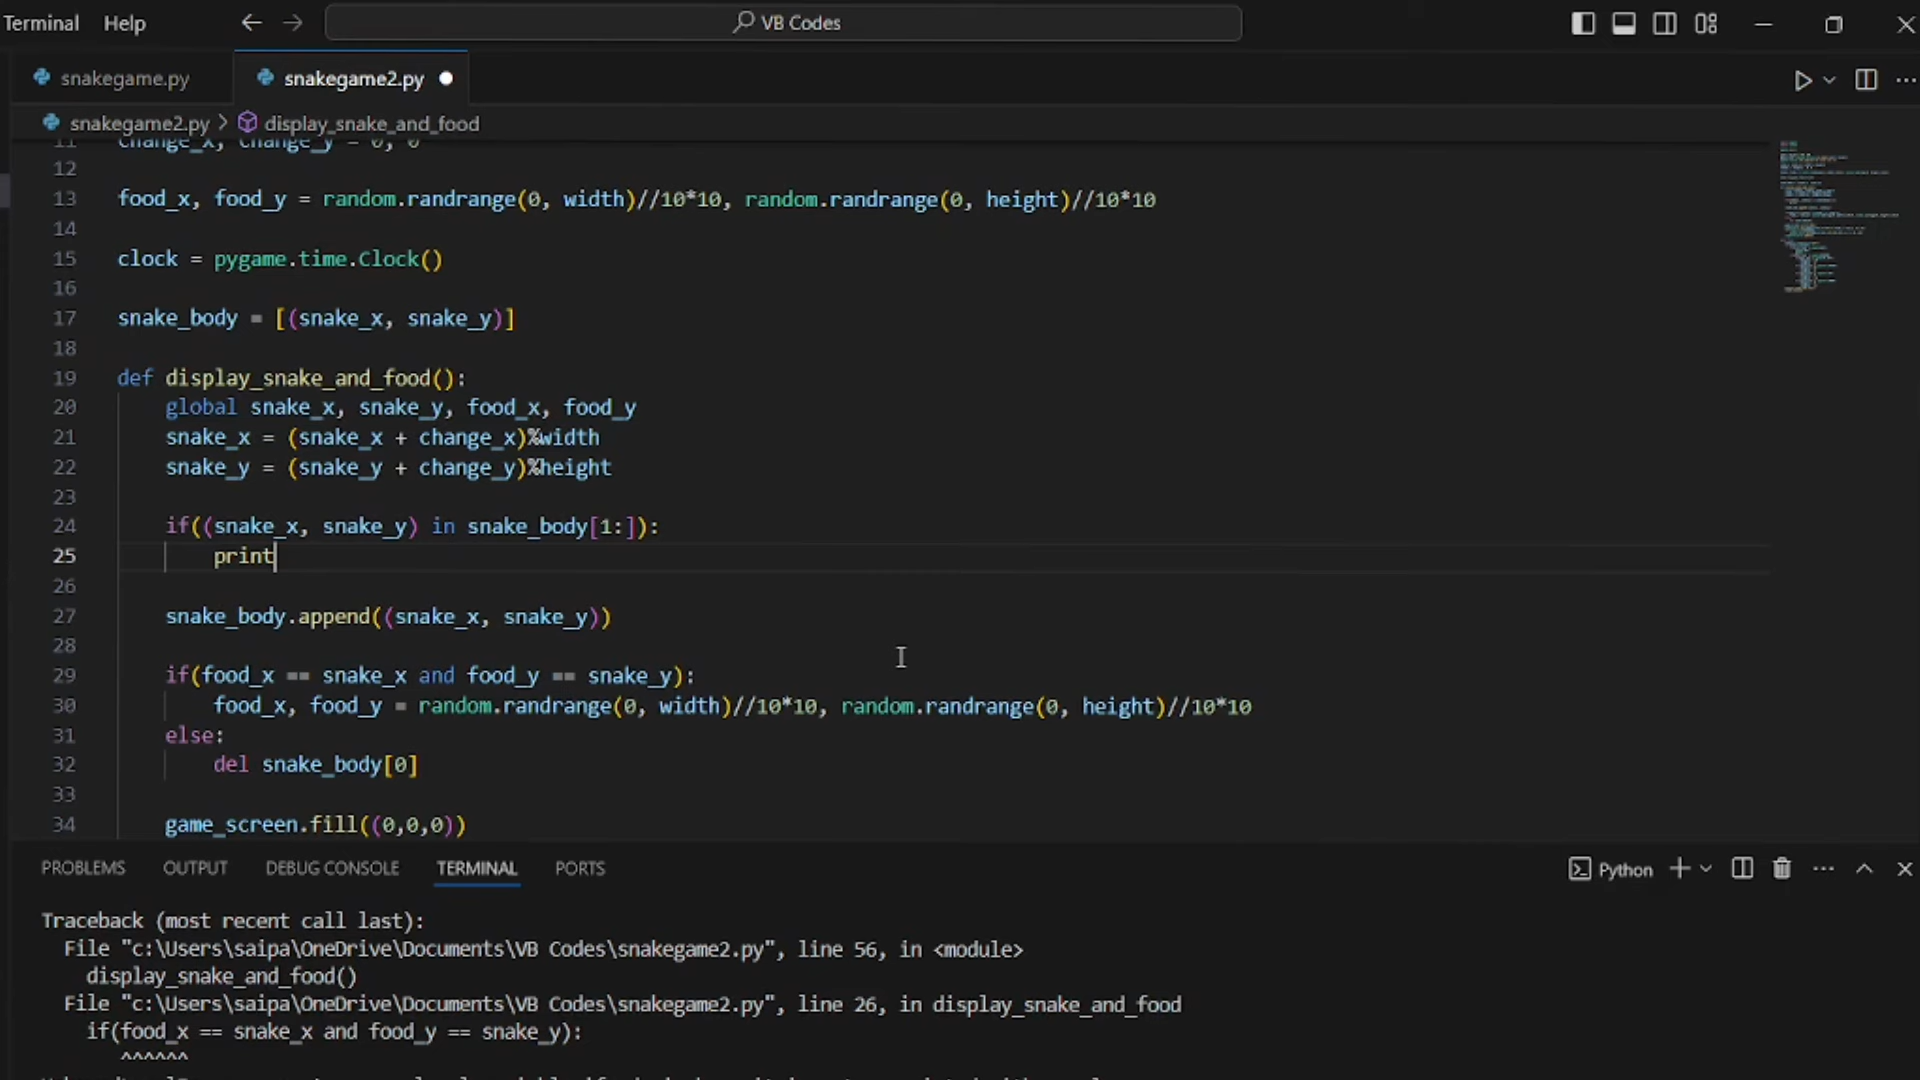 Terminal Help VB Codes
snakegame.py snakegame2.py
snakegame2.py > display_snake_and_food
11 change_x, change_y = 0, 0
12
13 food_x, food_y = random.randrange(0, width)//10*10, random.randrange(0, height)//10*10
14
15 clock = pygame.time.Clock()
16
17 snake_body = [(snake_x, snake_y)]
18
19 def display_snake_and_food():
20 global snake_x, snake_y, food_x, food_y
21 snake_x = (snake_x + change_x)%width
22 snake_y = (snake_y + change_y)%height
23
24 if((snake_x, snake_y) in snake_body[1:]):
25 print
26
27 snake_body.append((snake_x, snake_y))
28
29 if(food_x == snake_x and food_y == snake_y):
30 food_x, food_y = random.randrange(0, width)//10*10, random.randrange(0, height)//10*10
31 else:
32 del snake_body[0]
33
34 game_screen.fill((0,0,0))
PROBLEMS OUTPUT DEBUG CONSOLE TERMINAL PORTS Python
Traceback (most recent call last):
File "c:\Users\saipa\OneDrive\Documents\VB Codes\snakegame2.py", line 56, in <module>
display_snake_and_food()
File "c:\Users\saipa\OneDrive\Documents\VB Codes\snakegame2.py", line 26, in display_snake_and_food
if(food_x == snake_x and food_y == snake_y):
^^^^^^